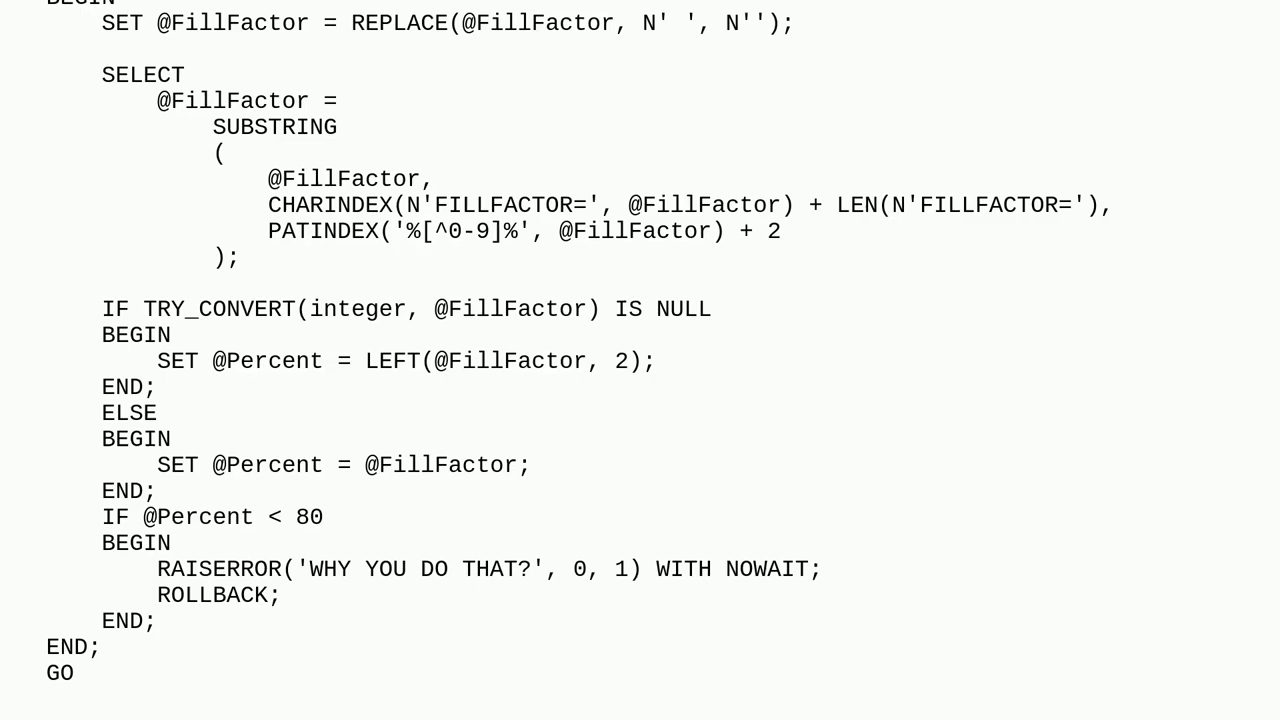 BEGIN
SET @FillFactor = REPLACE(@FillFactor, N' ', N'');
SELECT
@FillFactor =
SUBSTRING
(
@FillFactor,
CHARINDEX(N'FILLFACTOR=', @FillFactor) + LEN(N'FILLFACTOR='),
PATINDEX('%[^0-9]%', @FillFactor) + 2
);
IF TRY_CONVERT(integer, @FillFactor) IS NULL
BEGIN
SET @Percent = LEFT(@FillFactor, 2);
END;
ELSE
BEGIN
SET @Percent = @FillFactor;
END;
IF @Percent < 80
BEGIN
RAISERROR('WHY YOU DO THAT?', 0, 1) WITH NOWAIT;
ROLLBACK;
END;
END;
GO